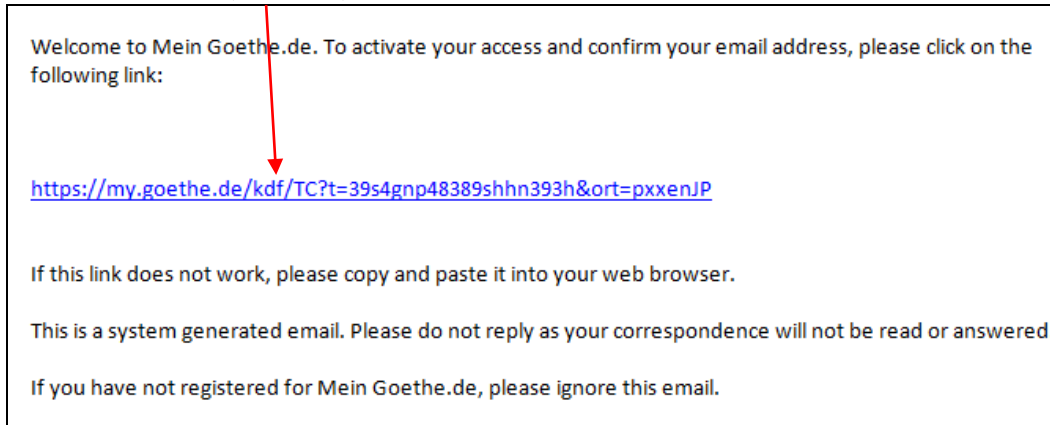 Welcome to Mein Goethe.de. To activate your access and confirm your email address, please click on the
following link:
https://my.goethe.de/kdf/TC?t=39s4gnp48389shhn393h&ort=pxxenJP
If this link does not work, please copy and paste it into your web browser.
This is a system generated email. Please do not reply as your correspondence will not be read or answered
If you have not registered for Mein Goethe.de, please ignore this email.